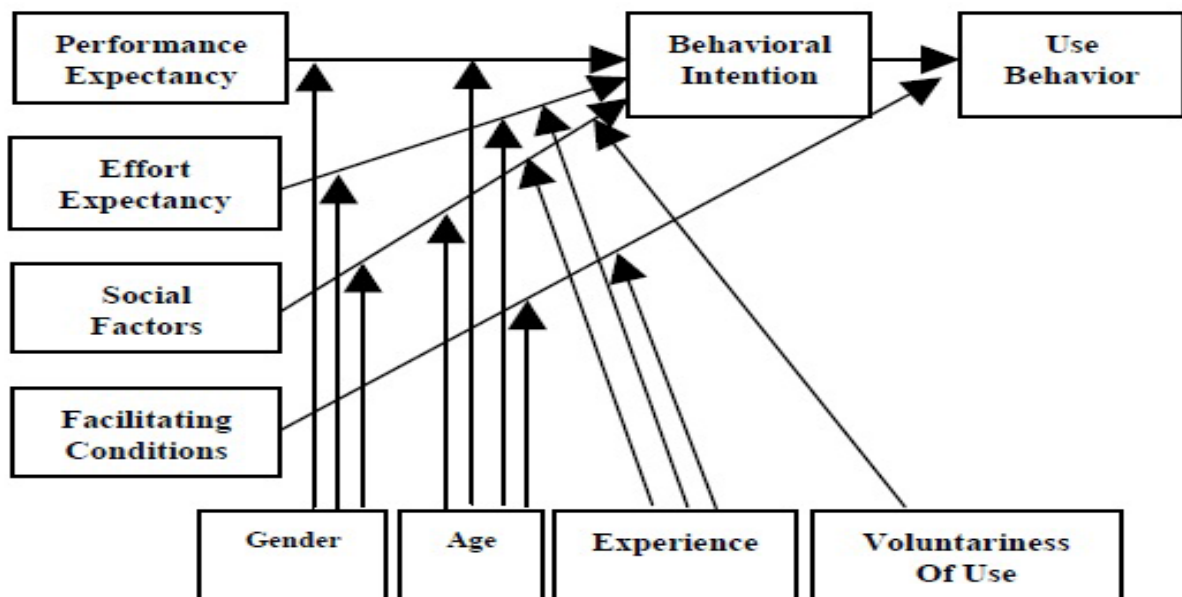 Performance
Expectancy
Behavioral
Intention
Use
Behavior
Effort
Expectancy
Social
Factors
Facilitating
Conditions
Gender
Age
Experience
Voluntariness
Of Use